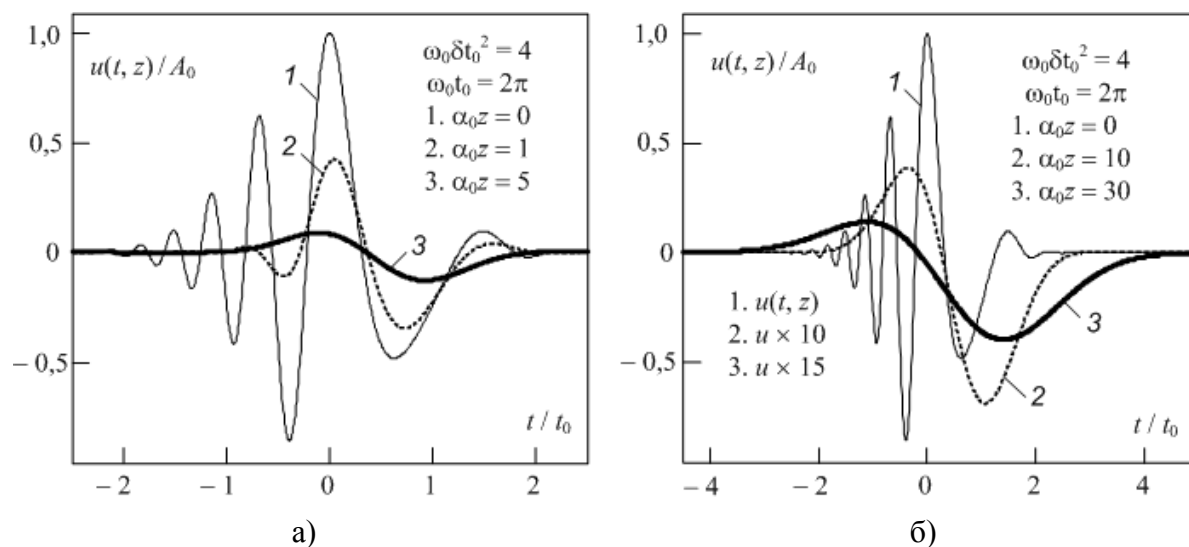 1,0
u(t, z) / A₀
1
ω₀δt₀² = 4
ω₀t₀ = 2π
1. α₀z = 0
2. α₀z = 1
3. α₀z = 5
0,5
2
0
3
– 0,5
t / t₀
– 2
– 1
0
1
2
а)
1,0
u(t, z) / A₀
1
ω₀δt₀² = 4
ω₀t₀ = 2π
1. α₀z = 0
2. α₀z = 10
3. α₀z = 30
0,5
0
1. u(t, z)
2. u × 10
3. u × 15
3
– 0,5
2
t / t₀
– 4
– 2
0
2
4
б)